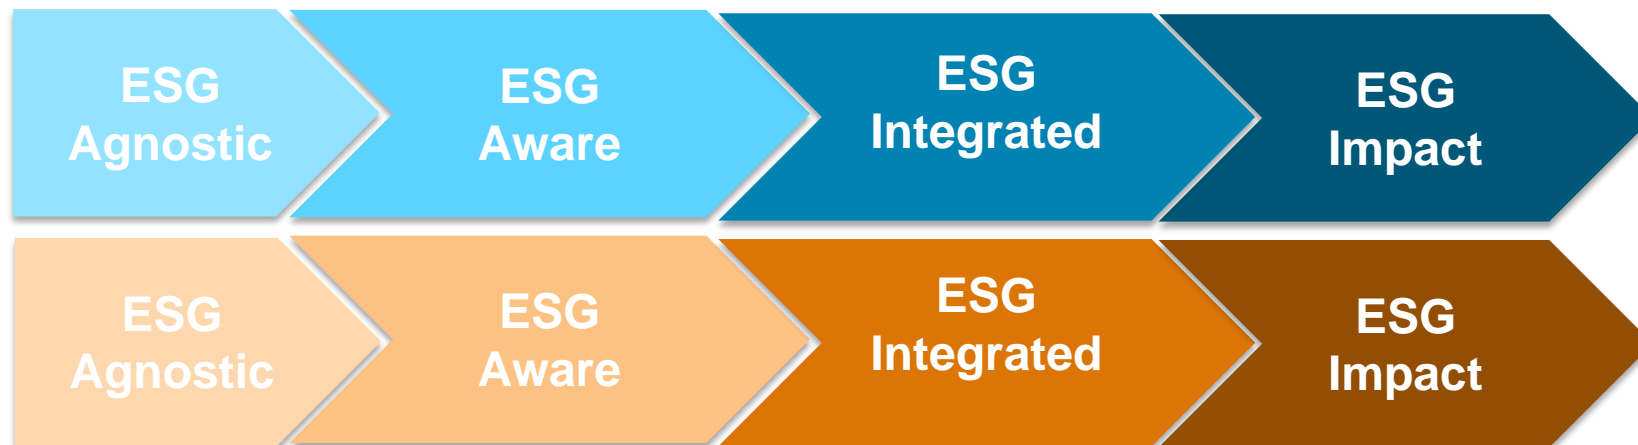 ESG
Agnostic
ESG
Aware
ESG
Integrated
ESG
Impact
ESG
Agnostic
ESG
Aware
ESG
Integrated
ESG
Impact